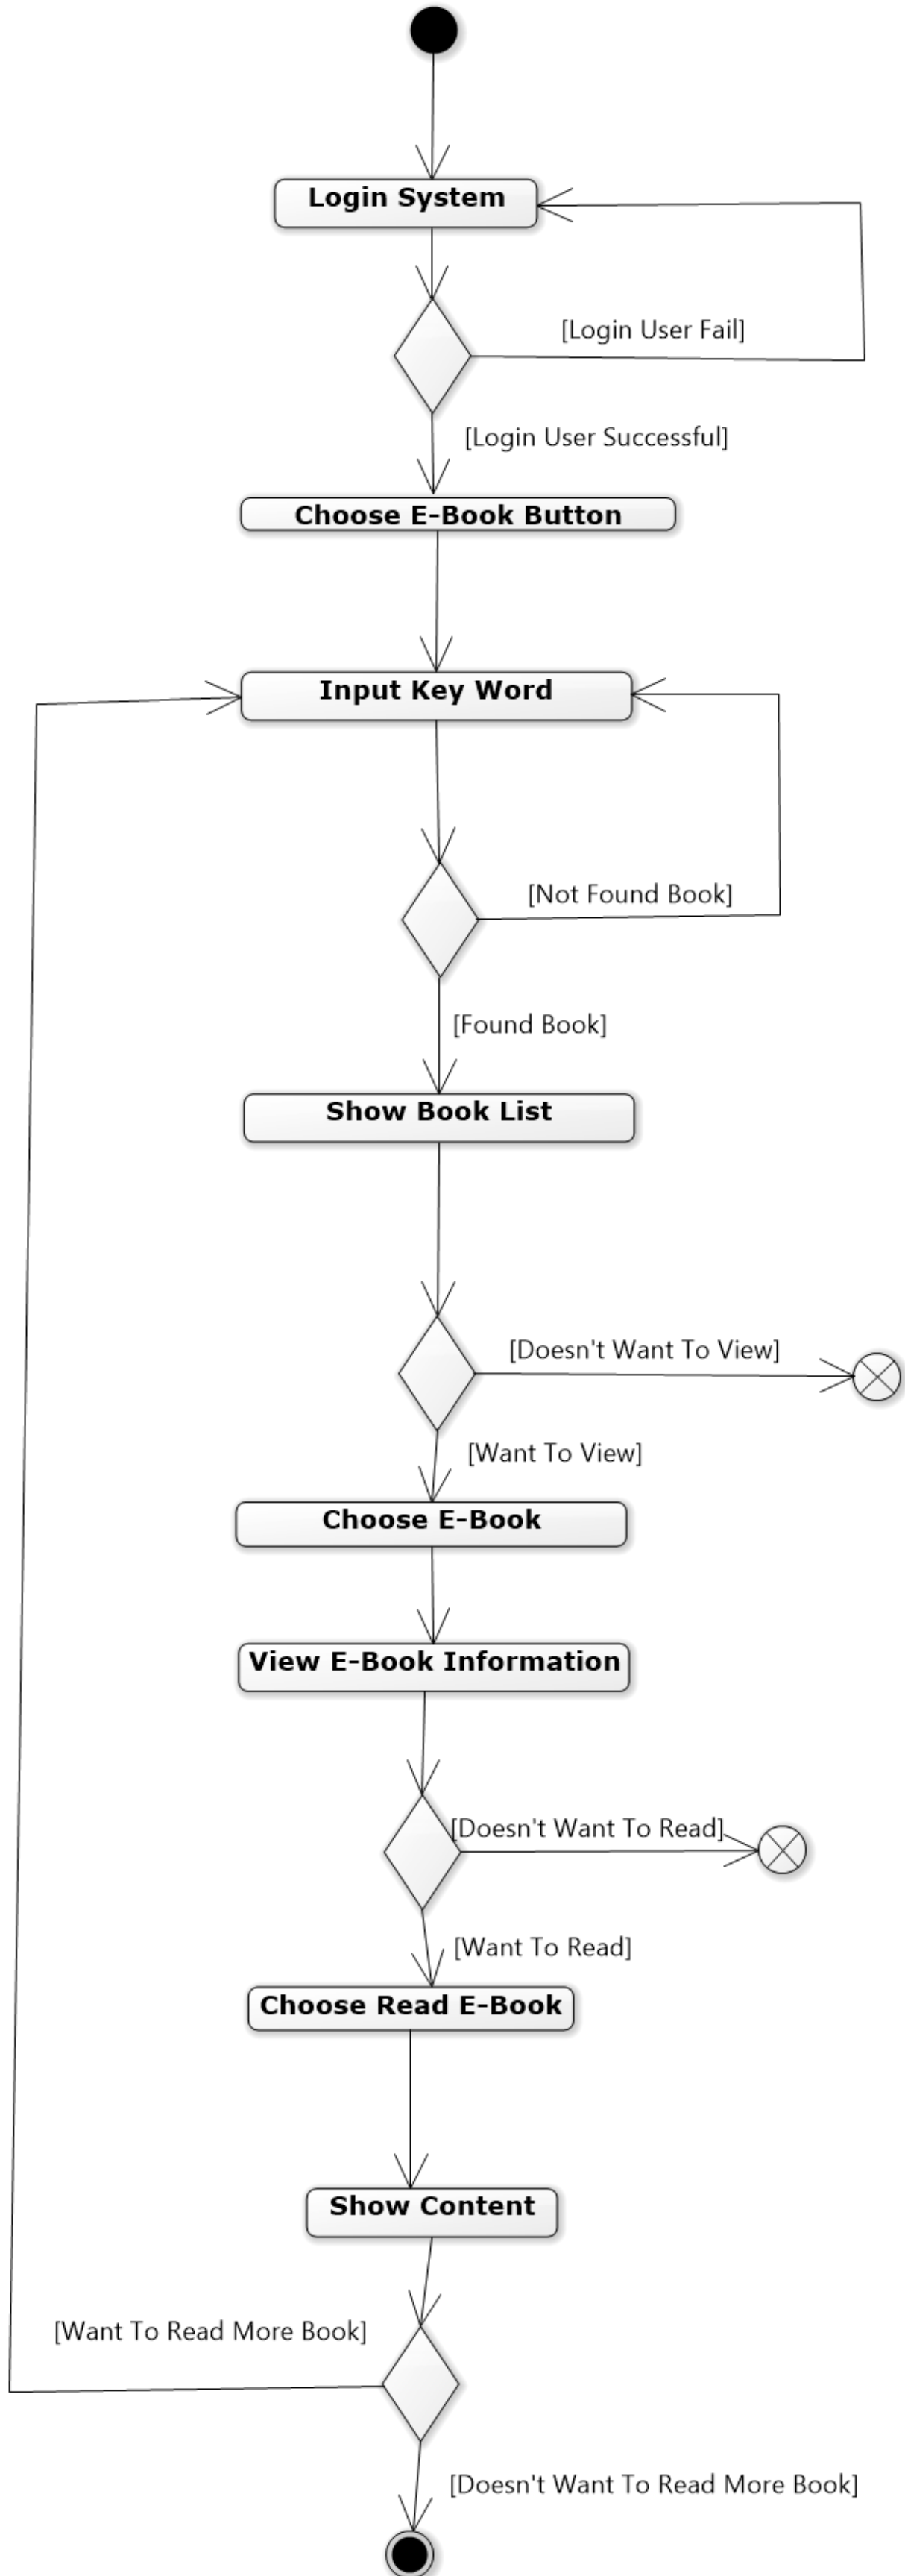 Login System
[Login User Fail]
[Login User Successful]
Choose E-Book Button
Input Key Word
[Not Found Book]
[Found Book]
Show Book List
[Doesn't Want To View]
[Want To View]
Choose E-Book
View E-Book Information
[Doesn't Want To Read]
[Want To Read]
Choose Read E-Book
Show Content
[Want To Read More Book]
[Doesn't Want To Read More Book]